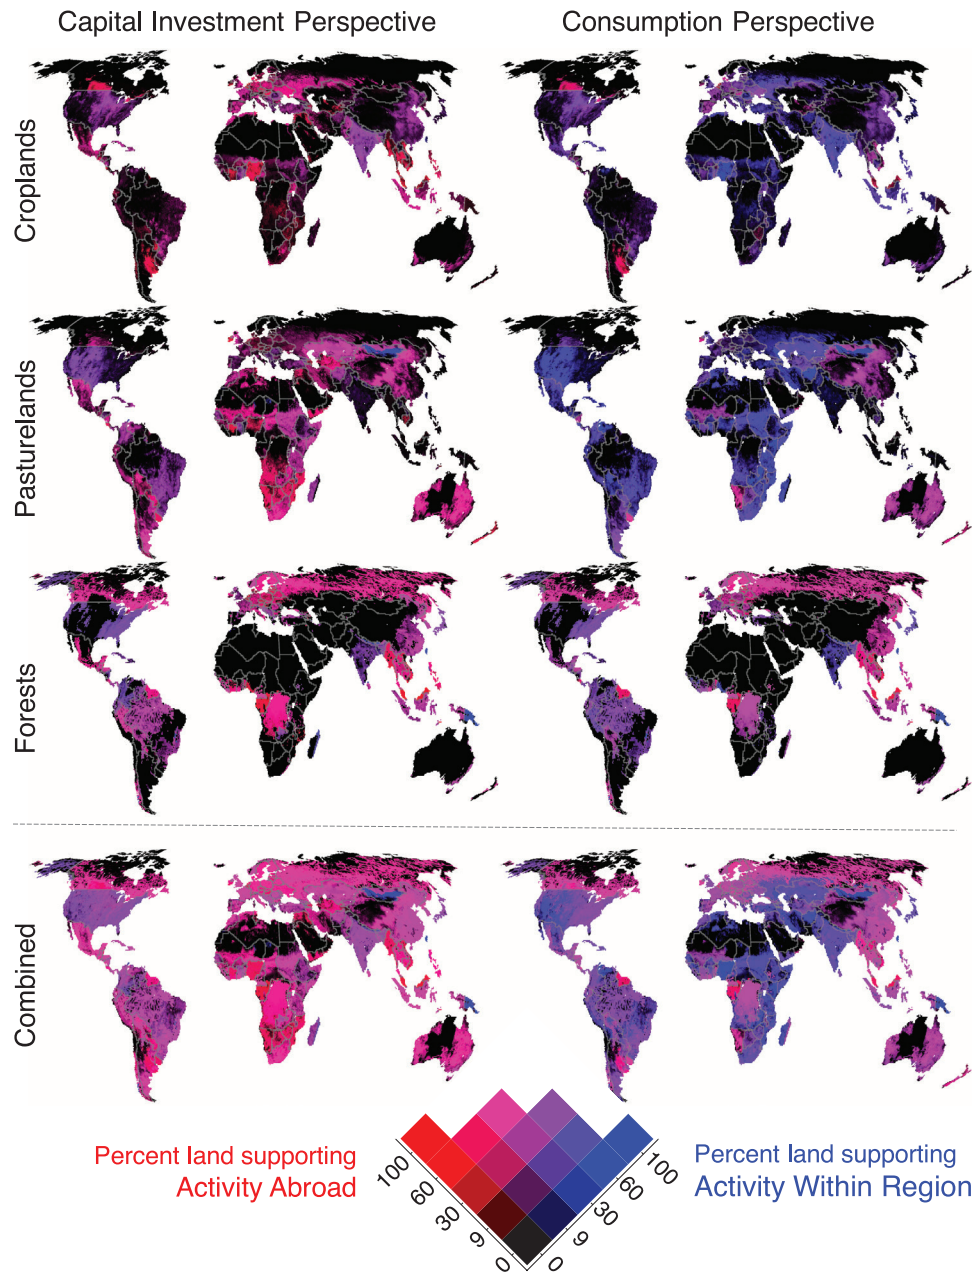 Capital Investment Perspective
Consumption Perspective
Croplands
Pasturelands
Forests
Combined
Percent land supporting
Activity Abroad
100
60
30
9
0
Percent land supporting
Activity Within Region
100
60
30
9
0